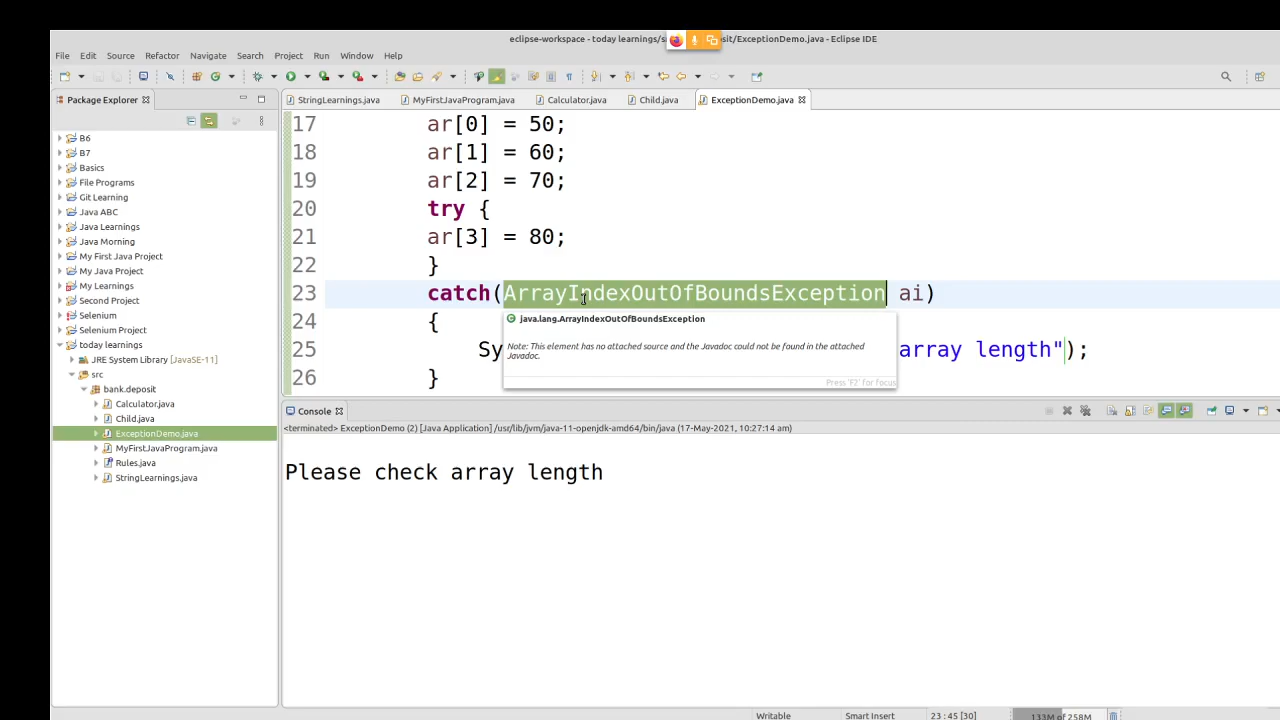 eclipse-workspace - today learnings/s sit/ExceptionDemo.java - Eclipse IDE
File Edit Source Refactor Navigate Search Project Run Window Help
Package Explorer
StringLearnings.java MyFirstJavaProgram.java Calculator.java Child.java ExceptionDemo.java
B6
B7
Basics
File Programs
Git Learning
Java ABC
Java Learnings
Java Morning
My First Java Project
My Java Project
My Learnings
Second Project
Selenium
Selenium Project
today learnings
JRE System Library [JavaSE-11]
src
bank.deposit
Calculator.java
Child.java
ExceptionDemo.java
MyFirstJavaProgram.java
Rules.java
StringLearnings.java
17 ar[0] = 50;
18 ar[1] = 60;
19 ar[2] = 70;
20 try {
21 ar[3] = 80;
22 }
23 catch(ArrayIndexOutOfBoundsException ai)
24 {
25 Sy array length");
26 }
java.lang.ArrayIndexOutOfBoundsException
Note: This element has no attached source and the Javadoc could not be found in the attached
Javadoc.
Press 'F2' for focus
Console
<terminated> ExceptionDemo (2) [Java Application] /usr/lib/jvm/java-11-openjdk-amd64/bin/java (17-May-2021, 10:27:14 am)
Please check array length
Writable Smart Insert 23 : 45 [30] 133M of 258M